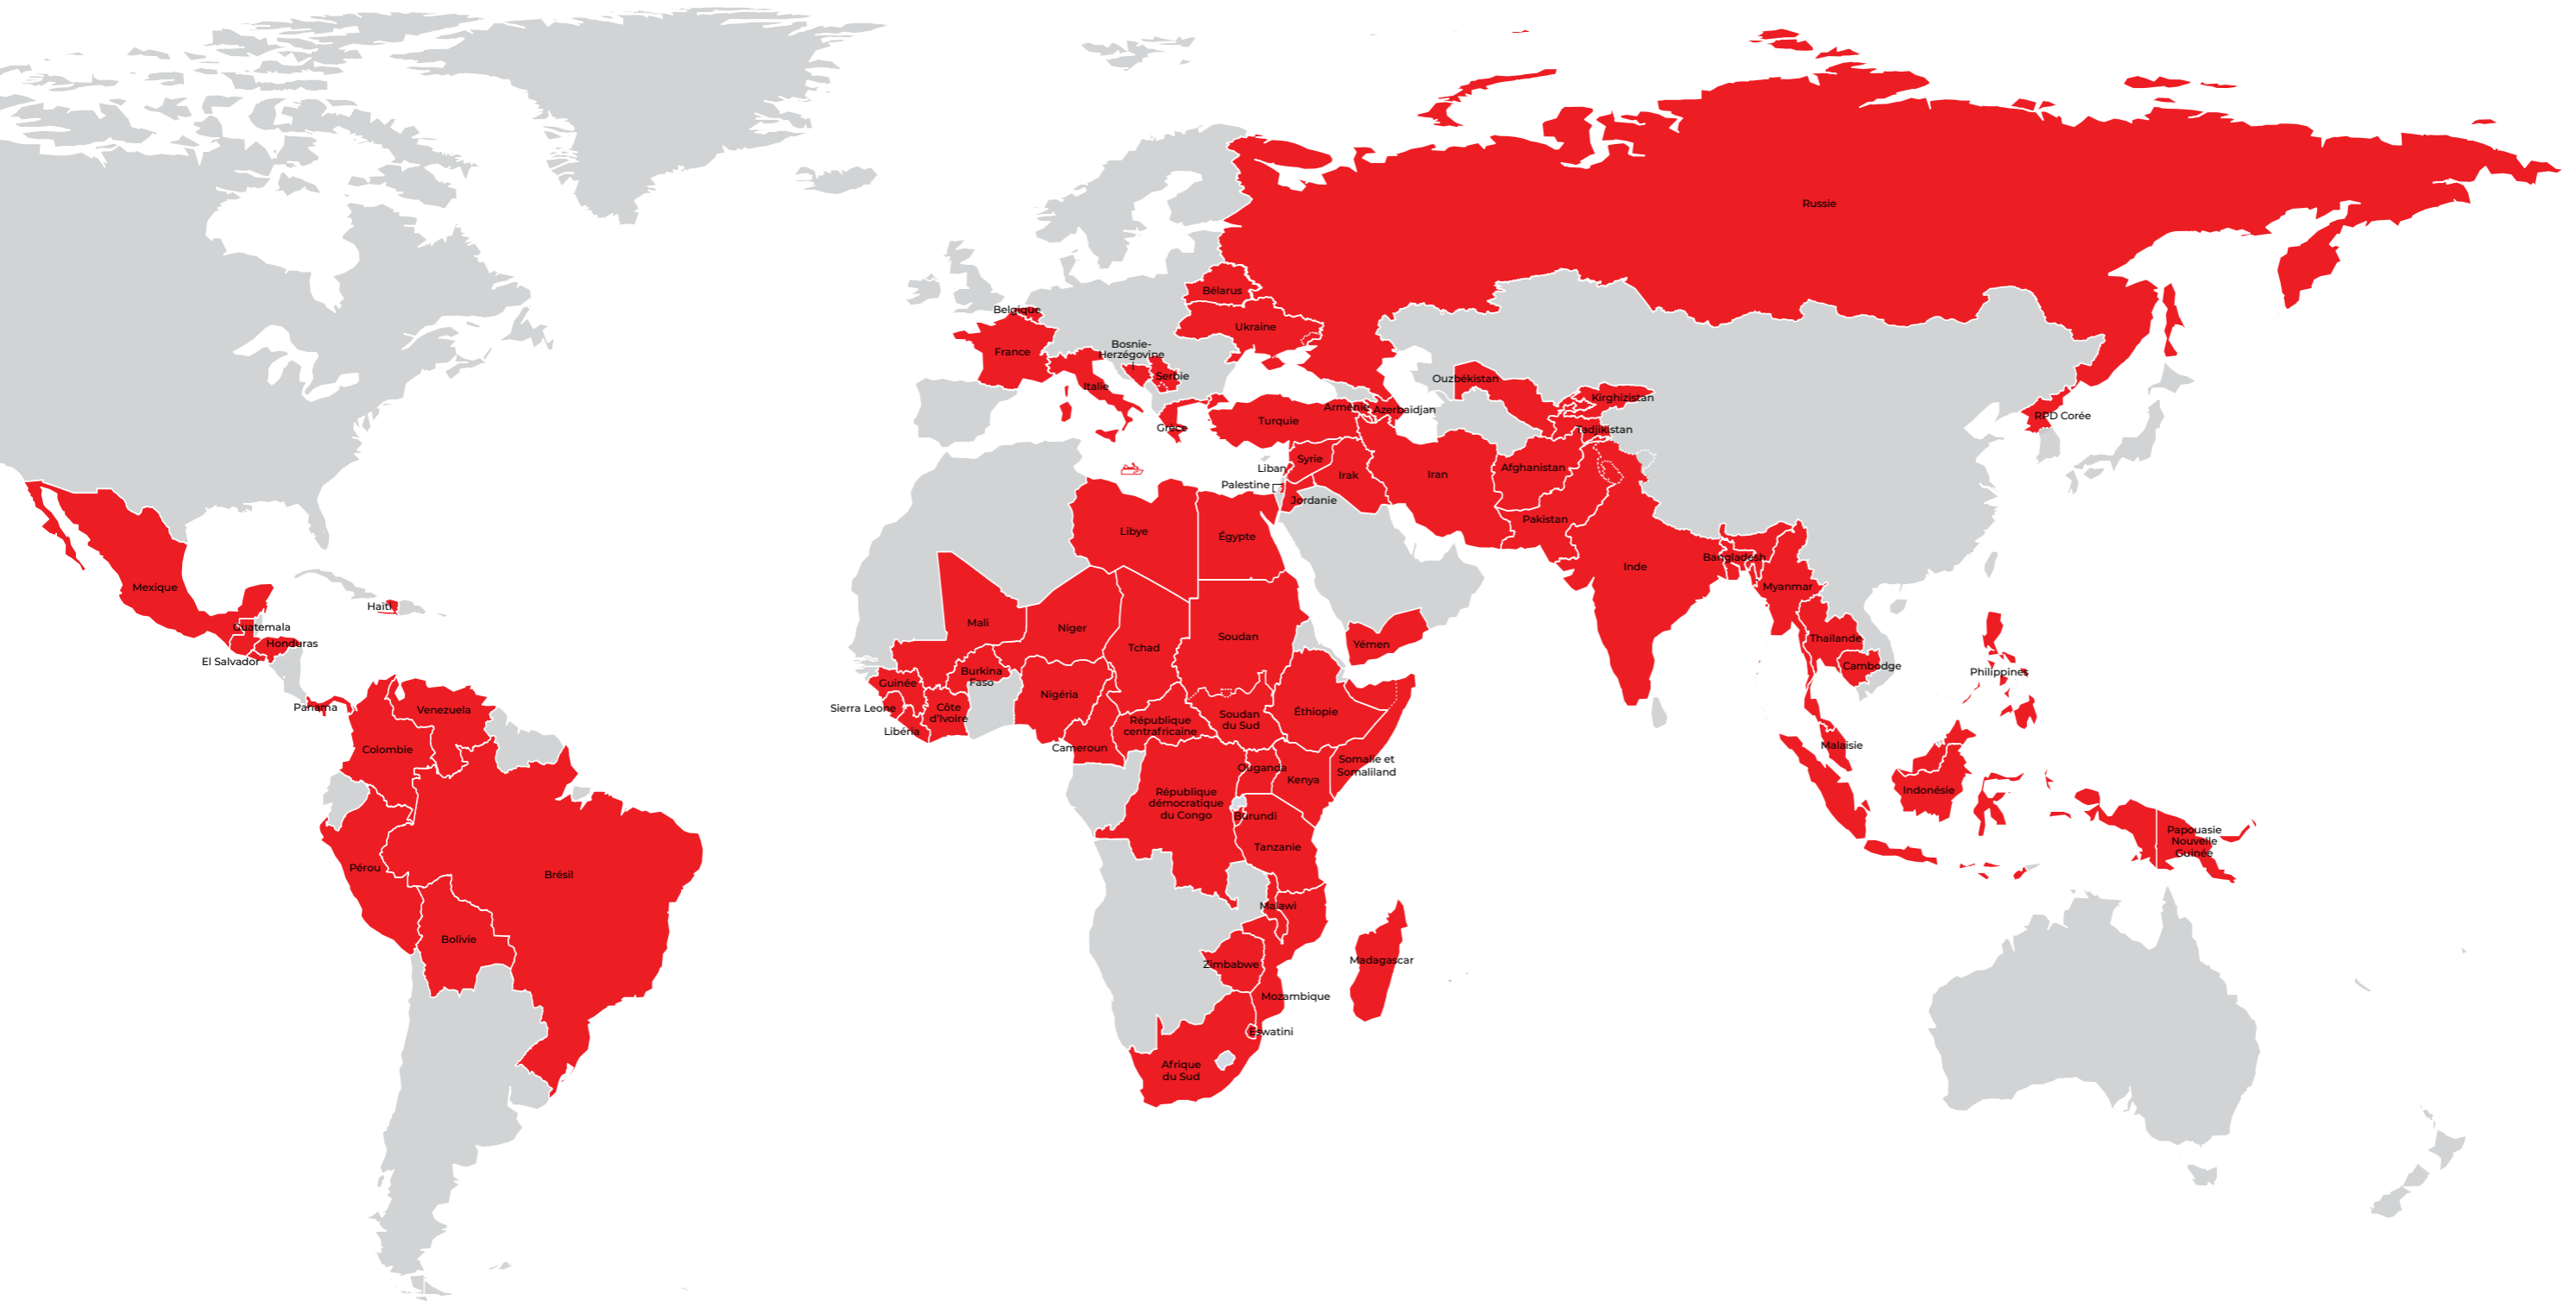 Russie
Bélarus
Belgique
Ukraine
France
Bosnie-
Herzégovine
Serbie
Italie
Grèce
Turquie
Arménie
Azerbaïdjan
Ouzbékistan
Kirghizistan
Tadjikistan
RPD Corée
Liban
Syrie
Irak
Iran
Afghanistan
Palestine
Jordanie
Pakistan
Libye
Égypte
Inde
Bangladesh
Myanmar
Mexique
Haïti
Guatemala
Honduras
El Salvador
Panama
Venezuela
Colombie
Pérou
Brésil
Bolivie
Mali
Niger
Tchad
Soudan
Yémen
Thaïlande
Cambodge
Philippines
Guinée
Burkina
Faso
Nigéria
Sierra Leone
Côte
d'Ivoire
Libéria
Cameroun
République
centrafricaine
Soudan
du Sud
Éthiopie
Somalie et
Somaliland
Ouganda
Kenya
République
démocratique
du Congo
Burundi
Tanzanie
Malaisie
Indonésie
Papouasie
Nouvelle
Guinée
Malawi
Zimbabwe
Madagascar
Mozambique
Eswatini
Afrique
du Sud